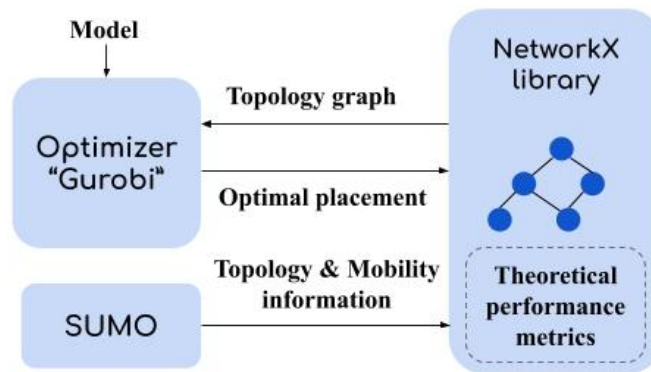 Model
Optimizer
"Gurobi"
Topology graph
Optimal placement
Topology & Mobility
information
SUMO
NetworkX
library
Theoretical
performance
metrics